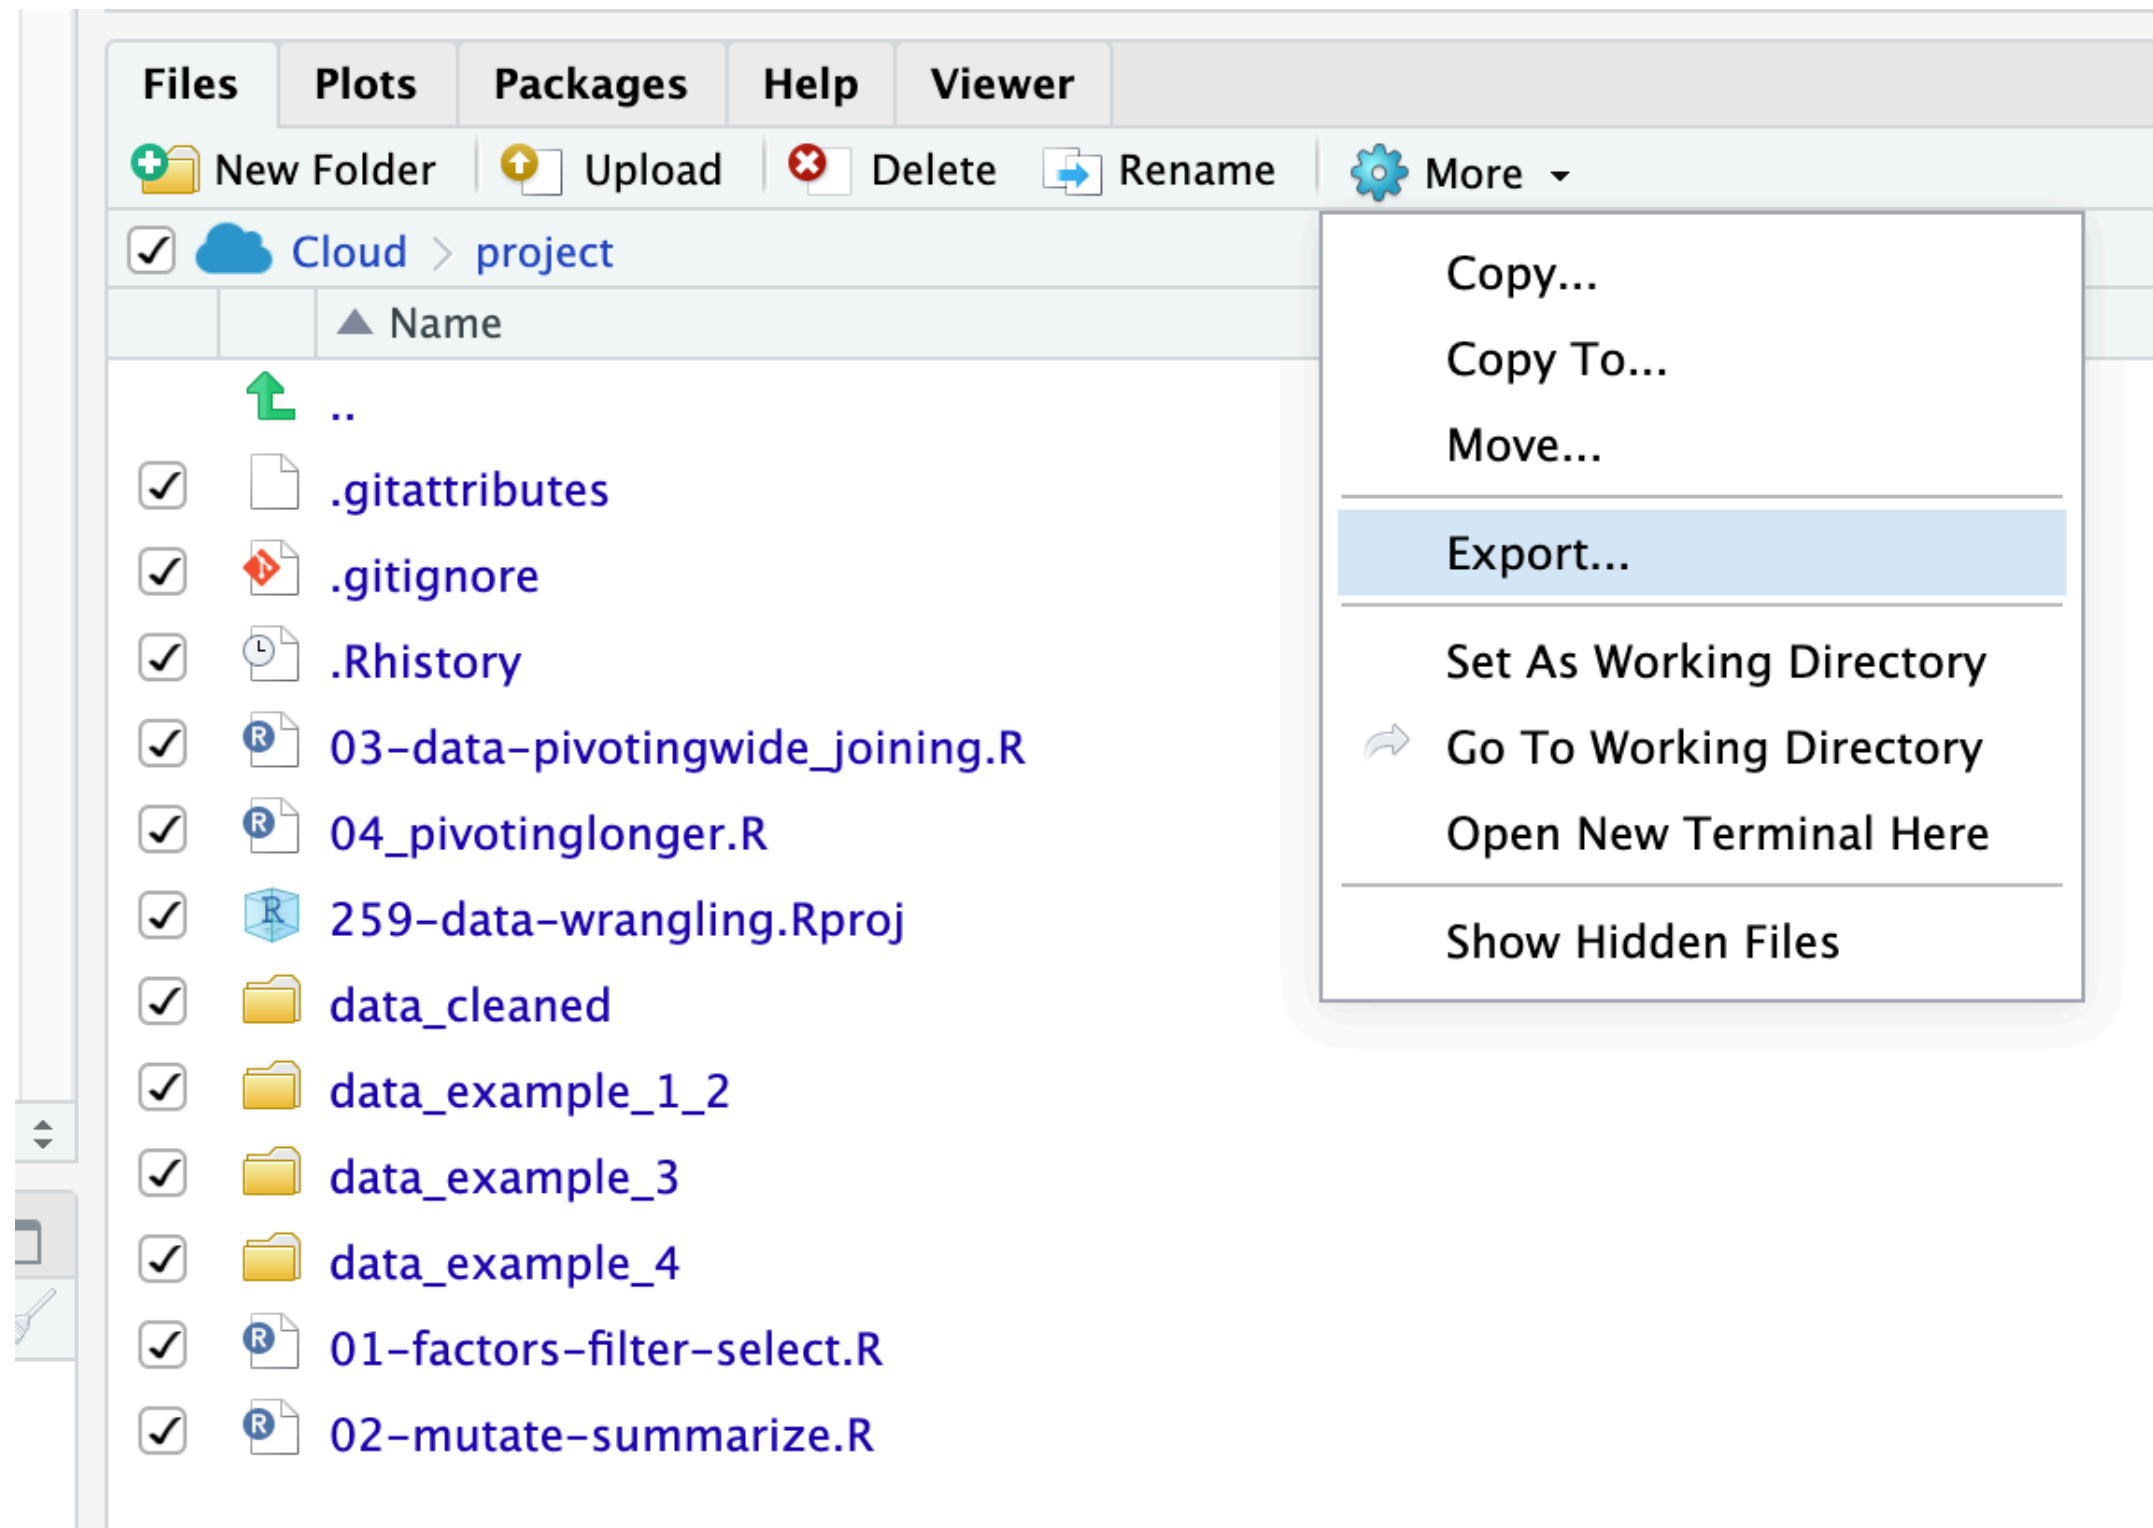 Files Plots Packages Help Viewer
New Folder Upload Delete Rename More
Cloud project
Name
..
.gitattributes
.gitignore
.Rhistory
03-data-pivotingwide_joining.R
04_pivotinglonger.R
259-data-wrangling.Rproj
data_cleaned
data_example_1_2
data_example_3
data_example_4
01-factors-filter-select.R
02-mutate-summarize.R
Copy...
Copy To...
Move...
Export...
Set As Working Directory
Go To Working Directory
Open New Terminal Here
Show Hidden Files